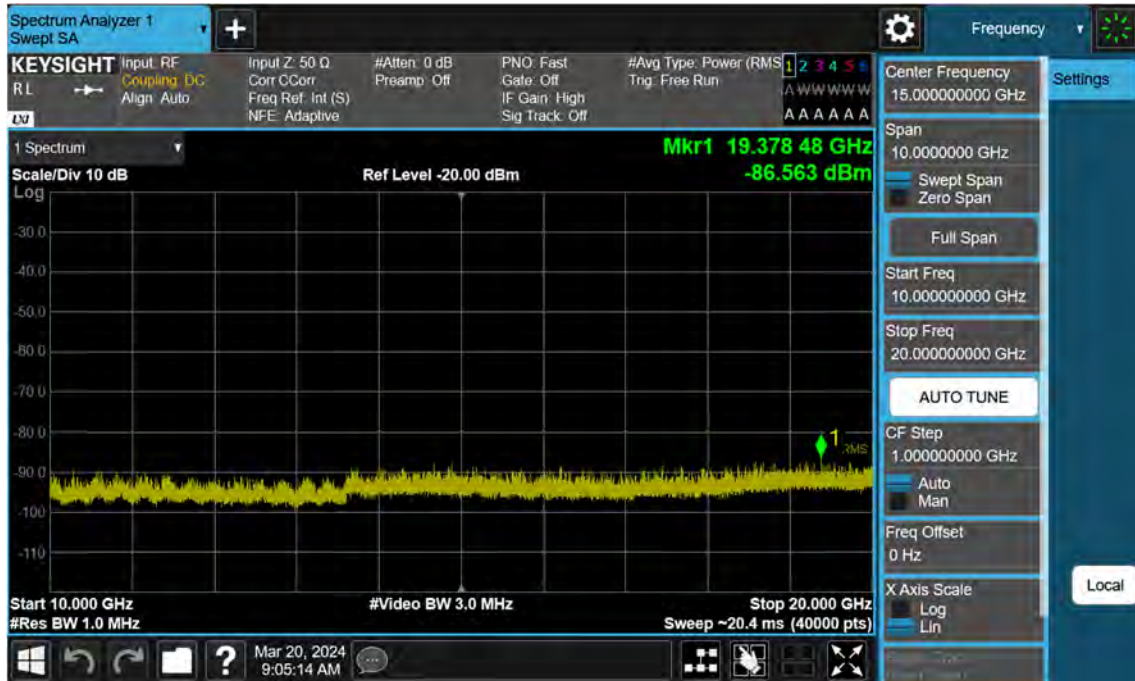 Spectrum Analyzer 1
Swept SA
+
Frequency
KEYSIGHT
R L
LXI
Input: RF
Coupling: DC
Align: Auto
Input Z: 50 Ω
Corr CCorr
Freq Ref: Int (S)
NFE: Adaptive
#Atten: 0 dB
Preamp: Off
PNO: Fast
Gate: Off
IF Gain: High
Sig Track: Off
#Avg Type: Power (RMS
Trig: Free Run
1 2 3 4 5 6
A W W W W W
A A A A A A
1 Spectrum
Scale/Div 10 dB
Ref Level -20.00 dBm
Mkr1 19.378 48 GHz
-86.563 dBm
Log
-30.0
-40.0
-50.0
-60.0
-70.0
-80.0
-90.0
-100
-110
1
RMS
Start 10.000 GHz
#Res BW 1.0 MHz
#Video BW 3.0 MHz
Stop 20.000 GHz
Sweep ~20.4 ms (40000 pts)
?
Mar 20, 2024
9:05:14 AM
Center Frequency
15.000000000 GHz
Span
10.0000000 GHz
Swept Span
Zero Span
Full Span
Start Freq
10.000000000 GHz
Stop Freq
20.000000000 GHz
AUTO TUNE
CF Step
1.000000000 GHz
Auto
Man
Freq Offset
0 Hz
X Axis Scale
Log
Lin
Settings
Local